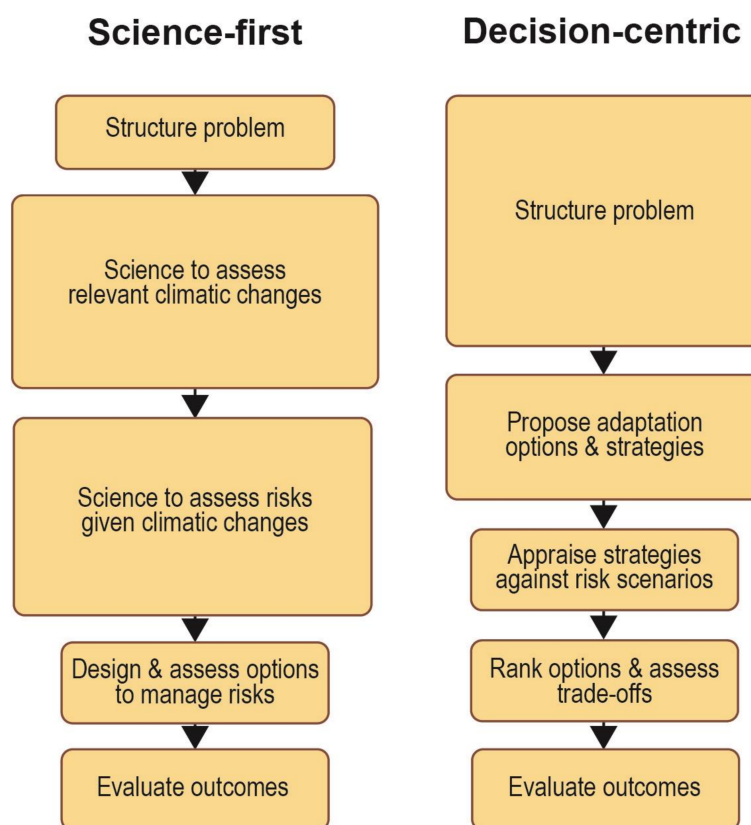 Science-first
Structure problem
Science to assess
relevant climatic changes
Science to assess risks
given climatic changes
Design & assess options
to manage risks
Evaluate outcomes
Decision-centric
Structure problem
Propose adaptation
options & strategies
Appraise strategies
against risk scenarios
Rank options & assess
trade-offs
Evaluate outcomes